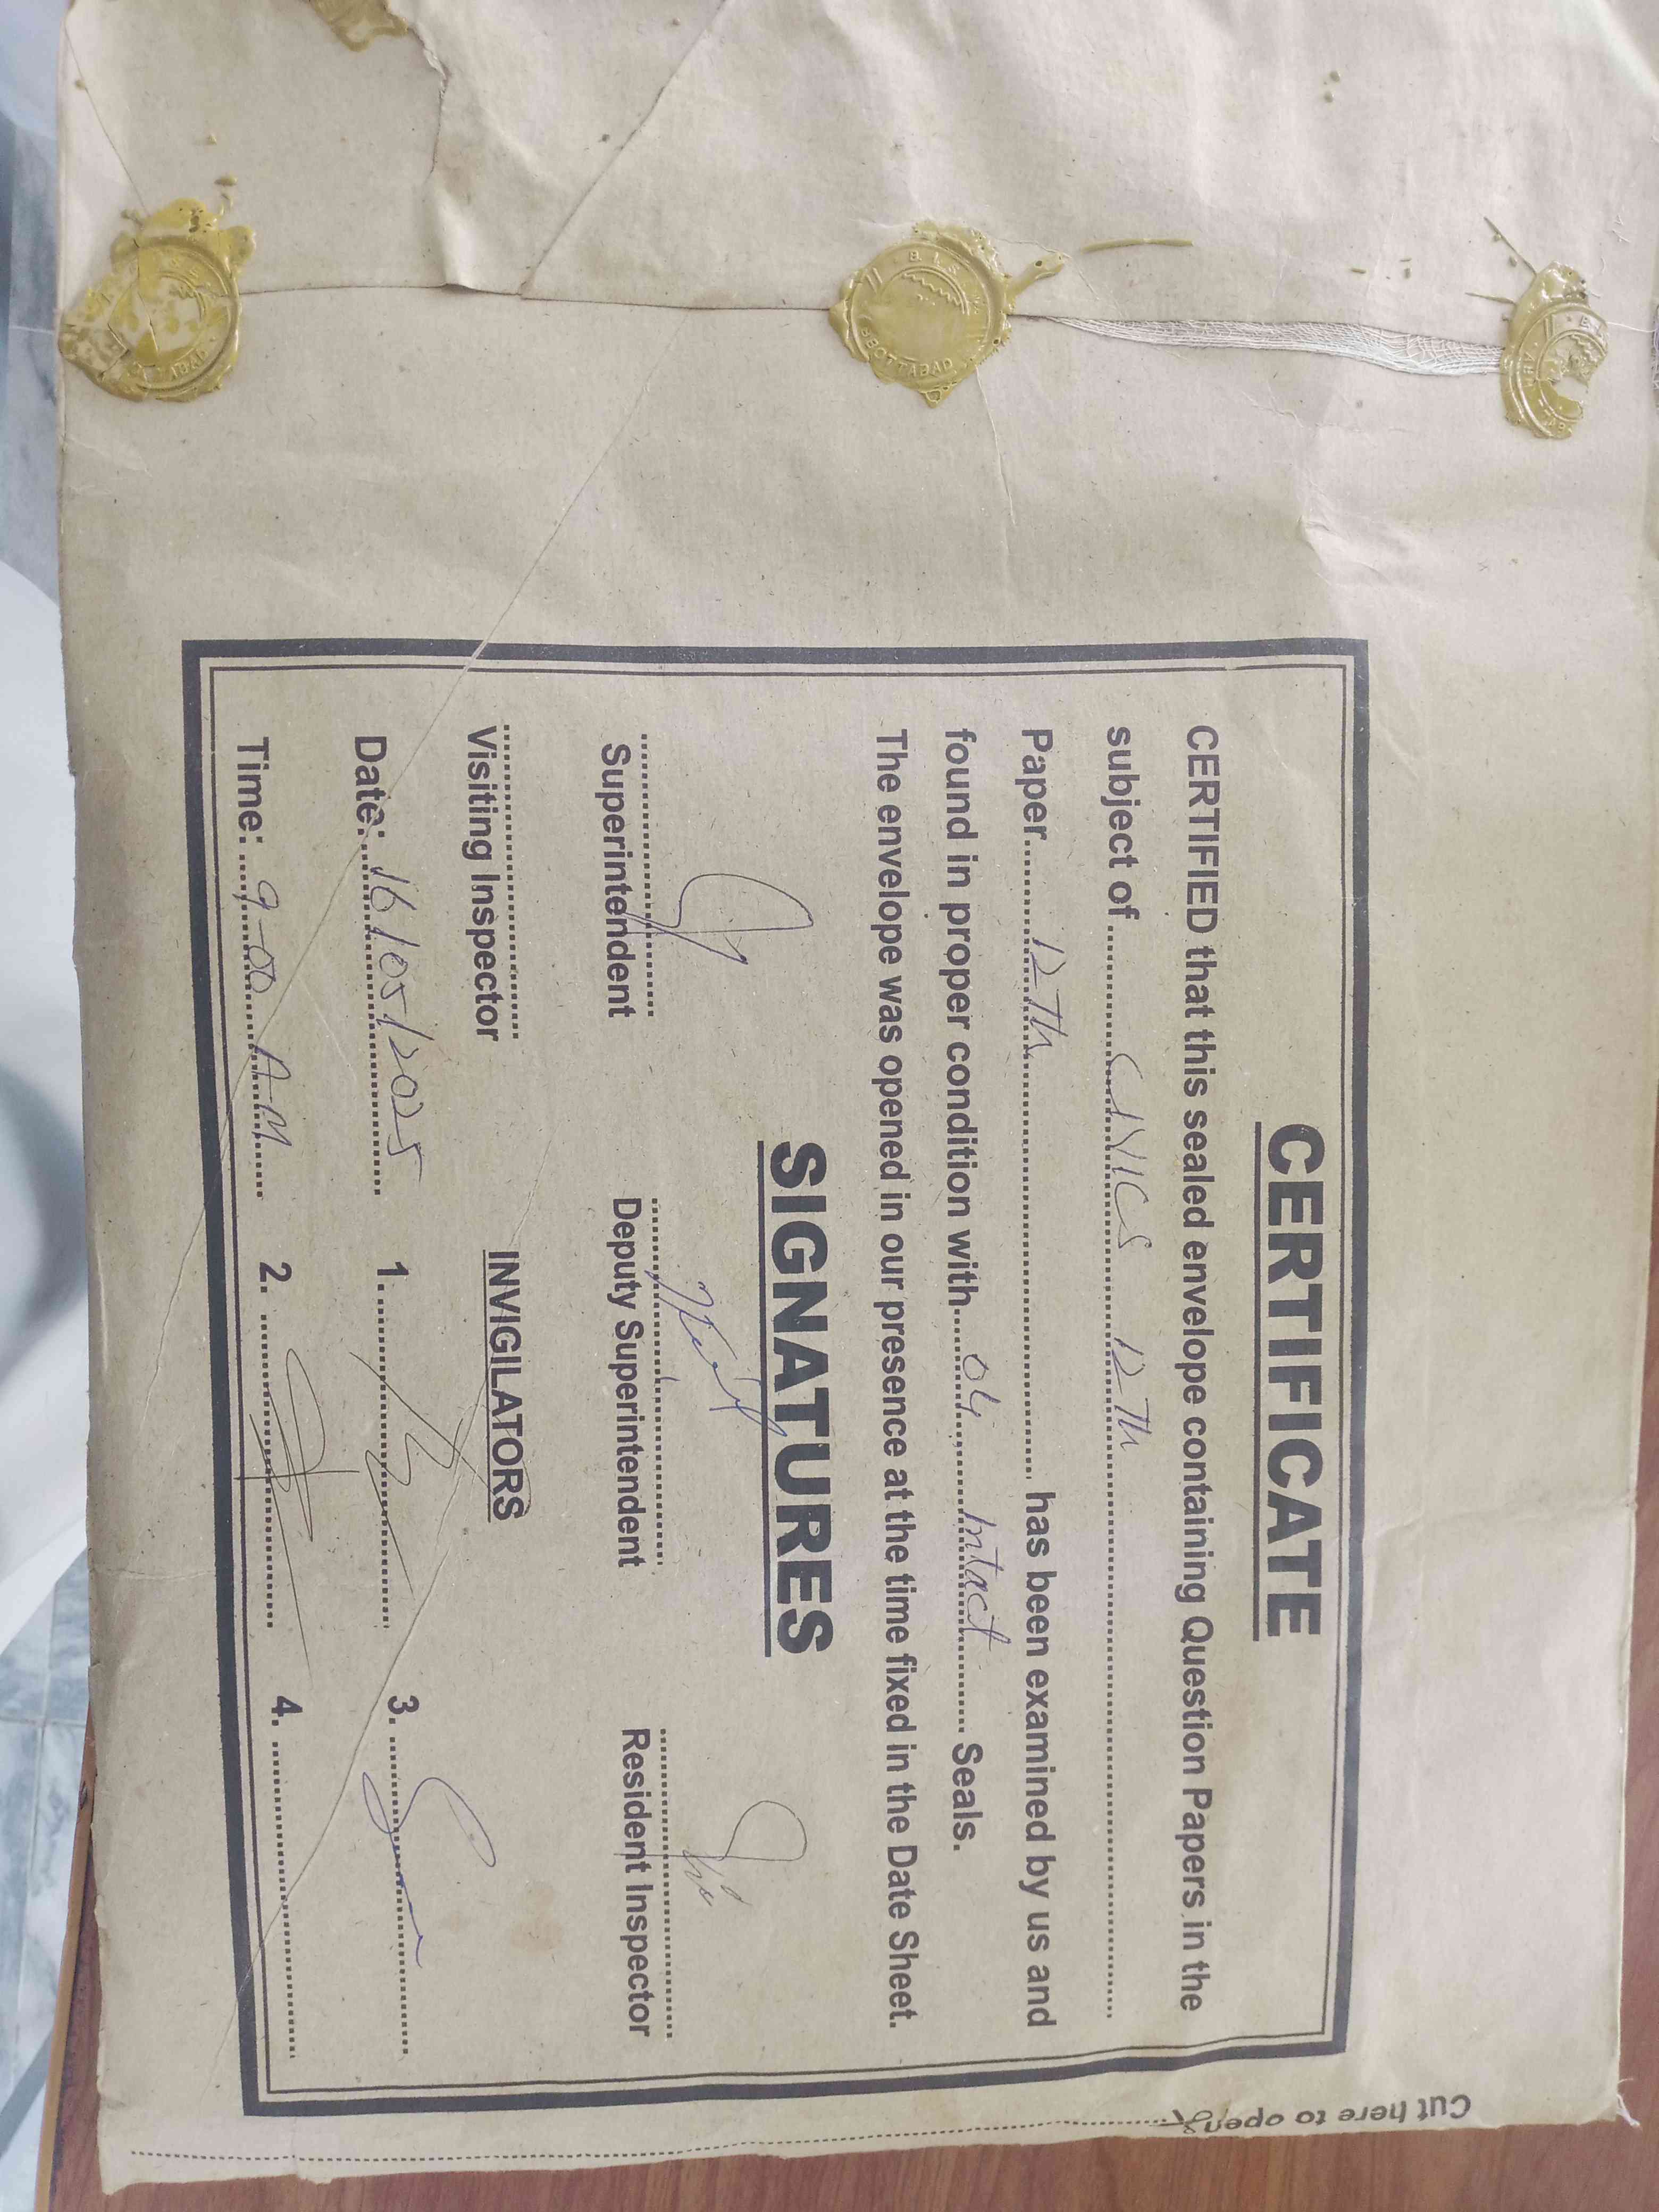 CERTIFICATE
CERTIFIED that this sealed envelope containing Question Papers in the
subject of ........ CIVICS 12Th ........
Paper ........ 12Th ........ has been examined by us and
found in proper condition with ........ 04 ........ Intact ........ Seals.
The envelope was opened in our presence at the time fixed in the Date Sheet.
SIGNATURES
Superintendent Deputy Superintendent Resident Inspector
Visiting Inspector INVIGILATORS
Date: 16/05/2025 1. ........ 3. ........
Time: 9-00 A.M 2. ........ 4. ........
Cut here to open
B.I.S
ABBOTTABAD